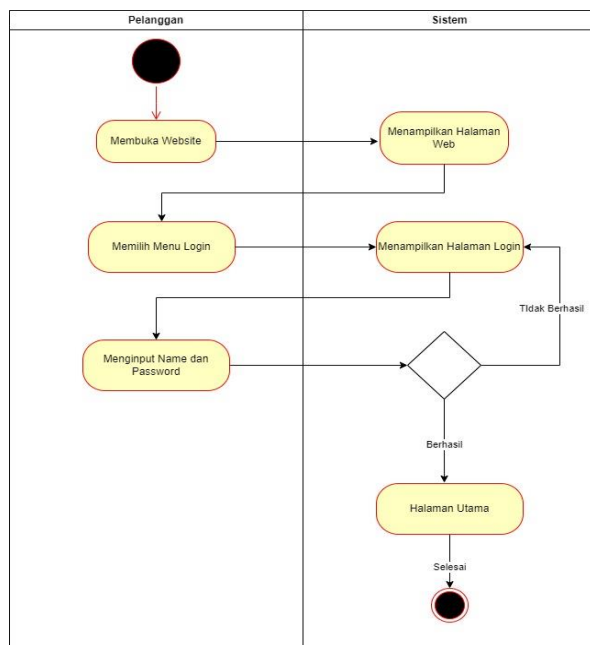 Pelanggan
Sistem
Membuka Website
Menampilkan Halaman
Web
Memilih Menu Login
Menampilkan Halaman Login
TIdak Berhasil
Menginput Name dan
Password
Berhasil
Halaman Utama
Selesai